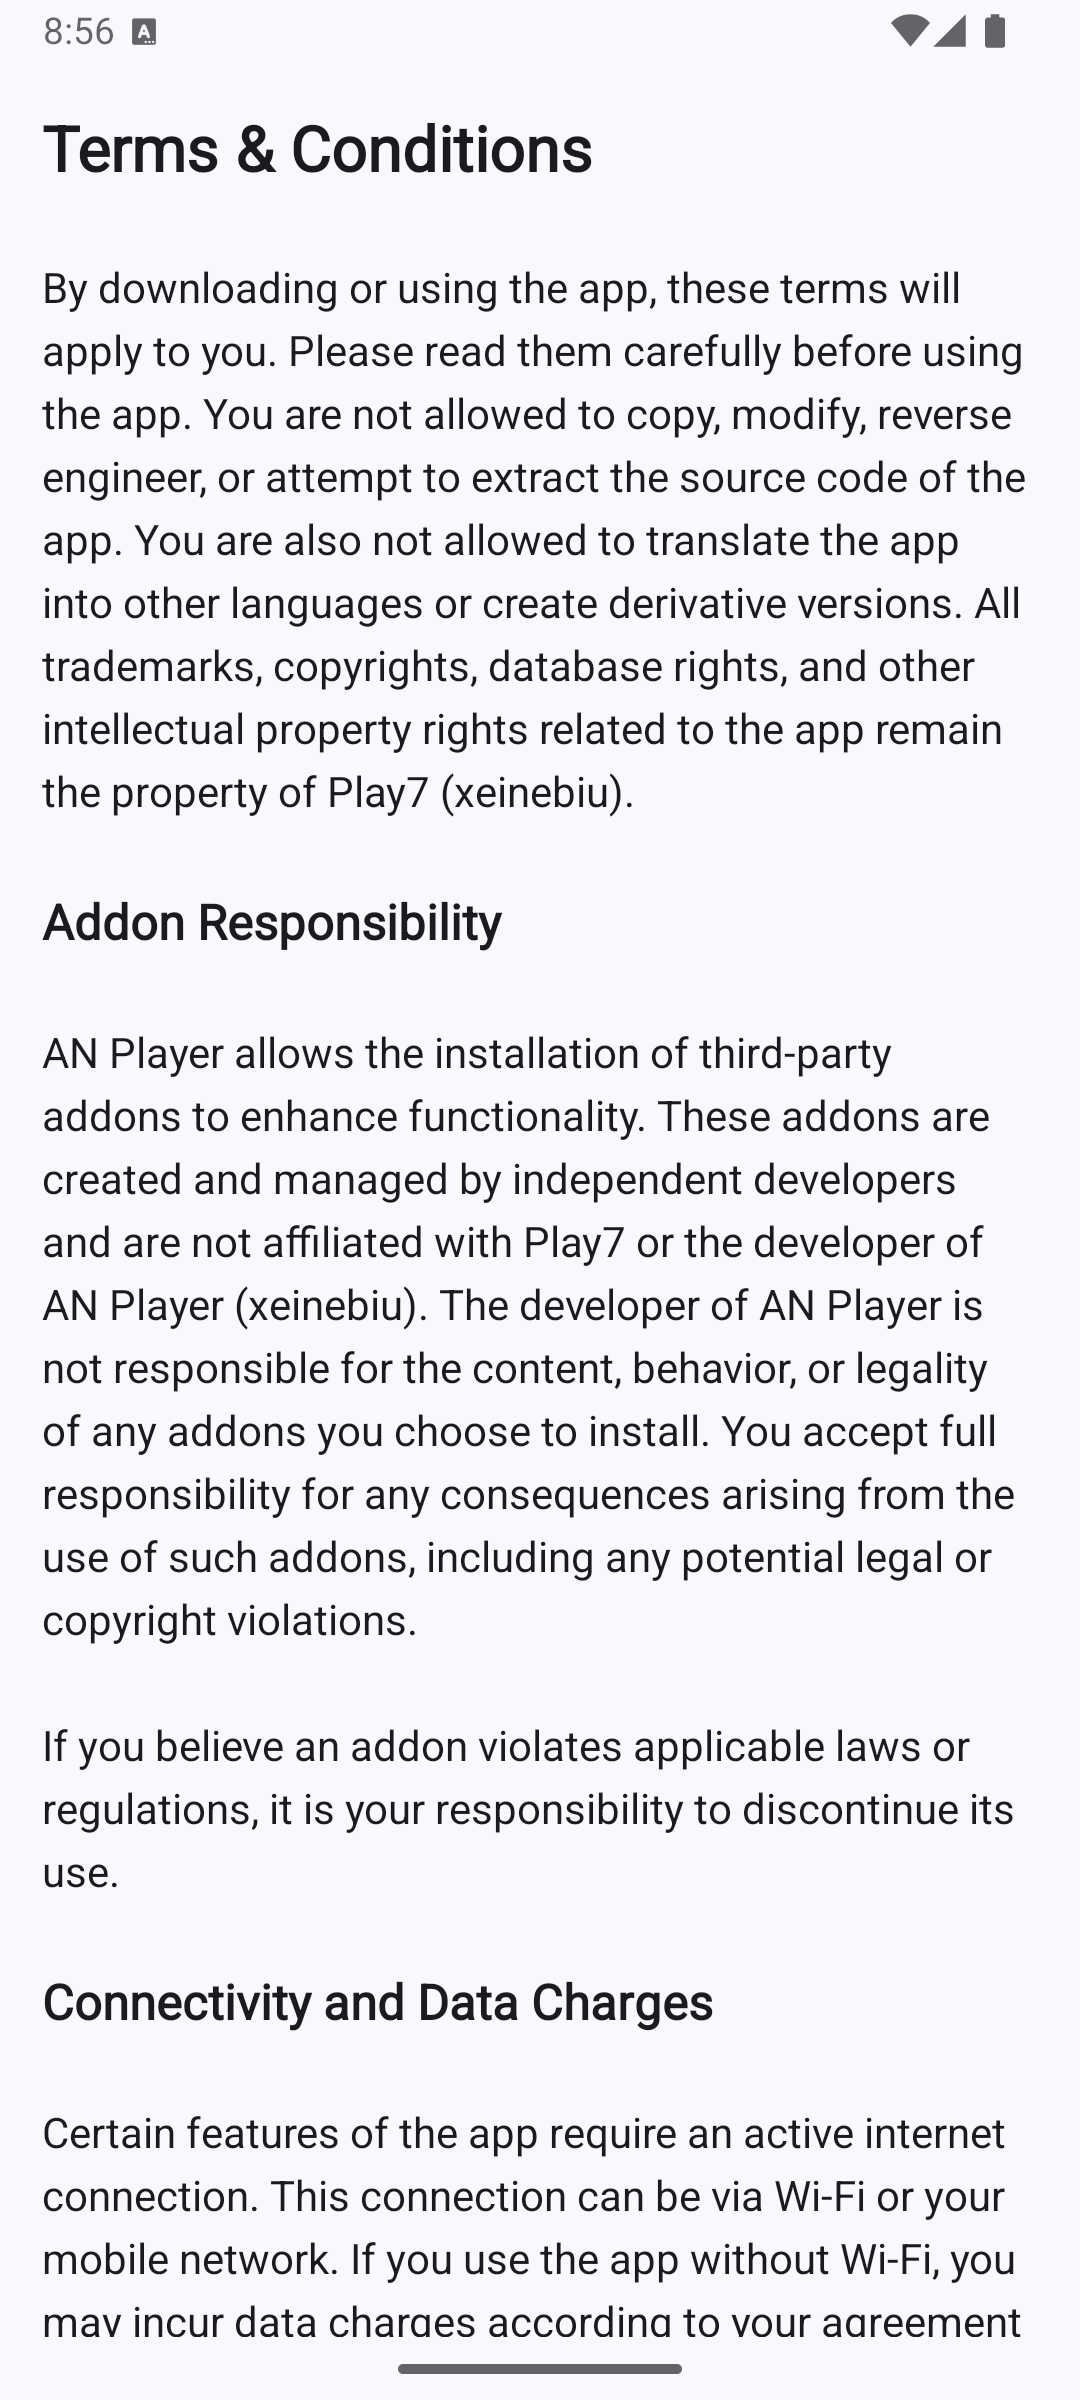 8:56
Terms & Conditions
By downloading or using the app, these terms will
apply to you. Please read them carefully before using
the app. You are not allowed to copy, modify, reverse
engineer, or attempt to extract the source code of the
app. You are also not allowed to translate the app
into other languages or create derivative versions. All
trademarks, copyrights, database rights, and other
intellectual property rights related to the app remain
the property of Play7 (xeinebiu).
Addon Responsibility
AN Player allows the installation of third-party
addons to enhance functionality. These addons are
created and managed by independent developers
and are not affiliated with Play7 or the developer of
AN Player (xeinebiu). The developer of AN Player is
not responsible for the content, behavior, or legality
of any addons you choose to install. You accept full
responsibility for any consequences arising from the
use of such addons, including any potential legal or
copyright violations.
If you believe an addon violates applicable laws or
regulations, it is your responsibility to discontinue its
use.
Connectivity and Data Charges
Certain features of the app require an active internet
connection. This connection can be via Wi-Fi or your
mobile network. If you use the app without Wi-Fi, you
may incur data charges according to your agreement